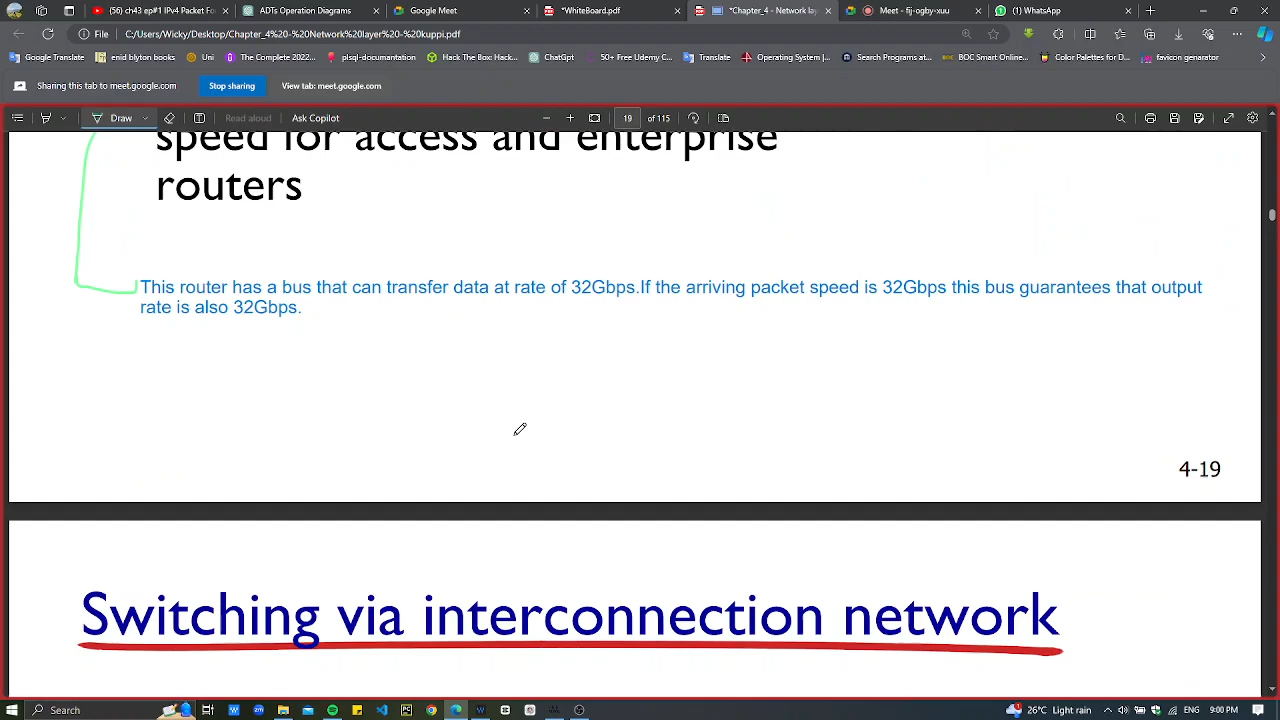 (56) ch43 ep#1 IPv4 Packet For
ADTs Operation Diagrams
Google Meet
*WhiteBoard.pdf
*Chapter_4 - Network lay
Meet - fij-ogby-xuu
(1) WhatsApp
File
C:/Users/Wicky/Desktop/Chapter_4%20-%20Network%20layer%20-%20kuppi.pdf
Google Translate
enid blyton books
Uni
The Complete 2022...
plsql-documentation
Hack The Box: Hack...
ChatGpt
50+ Free Udemy C...
Translate
Operating System |...
Search Programs at...
BOC Smart Online...
Color Palettes for D...
favicon generator
Sharing this tab to meet.google.com
Stop sharing
View tab: meet.google.com
Draw
Read aloud
Ask Copilot
19
of 115
speed for access and enterprise
routers
This router has a bus that can transfer data at rate of 32Gbps.If the arriving packet speed is 32Gbps this bus guarantees that output
rate is also 32Gbps.
4-19
Switching via interconnection network
Search
26°C Light rain
ENG
9:00 PM